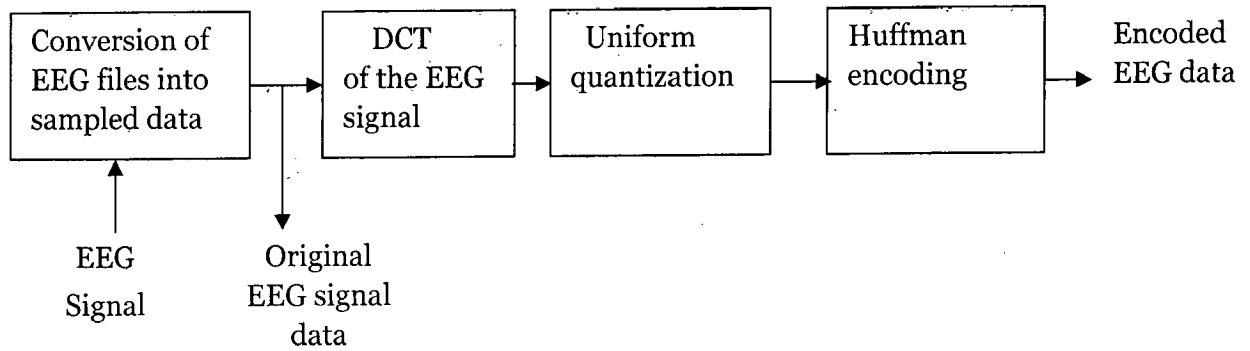 Conversion of
EEG files into
sampled data
DCT
of the EEG
signal
Uniform
quantization
Huffman
encoding
Encoded
EEG data
EEG
Signal
Original
EEG signal
data